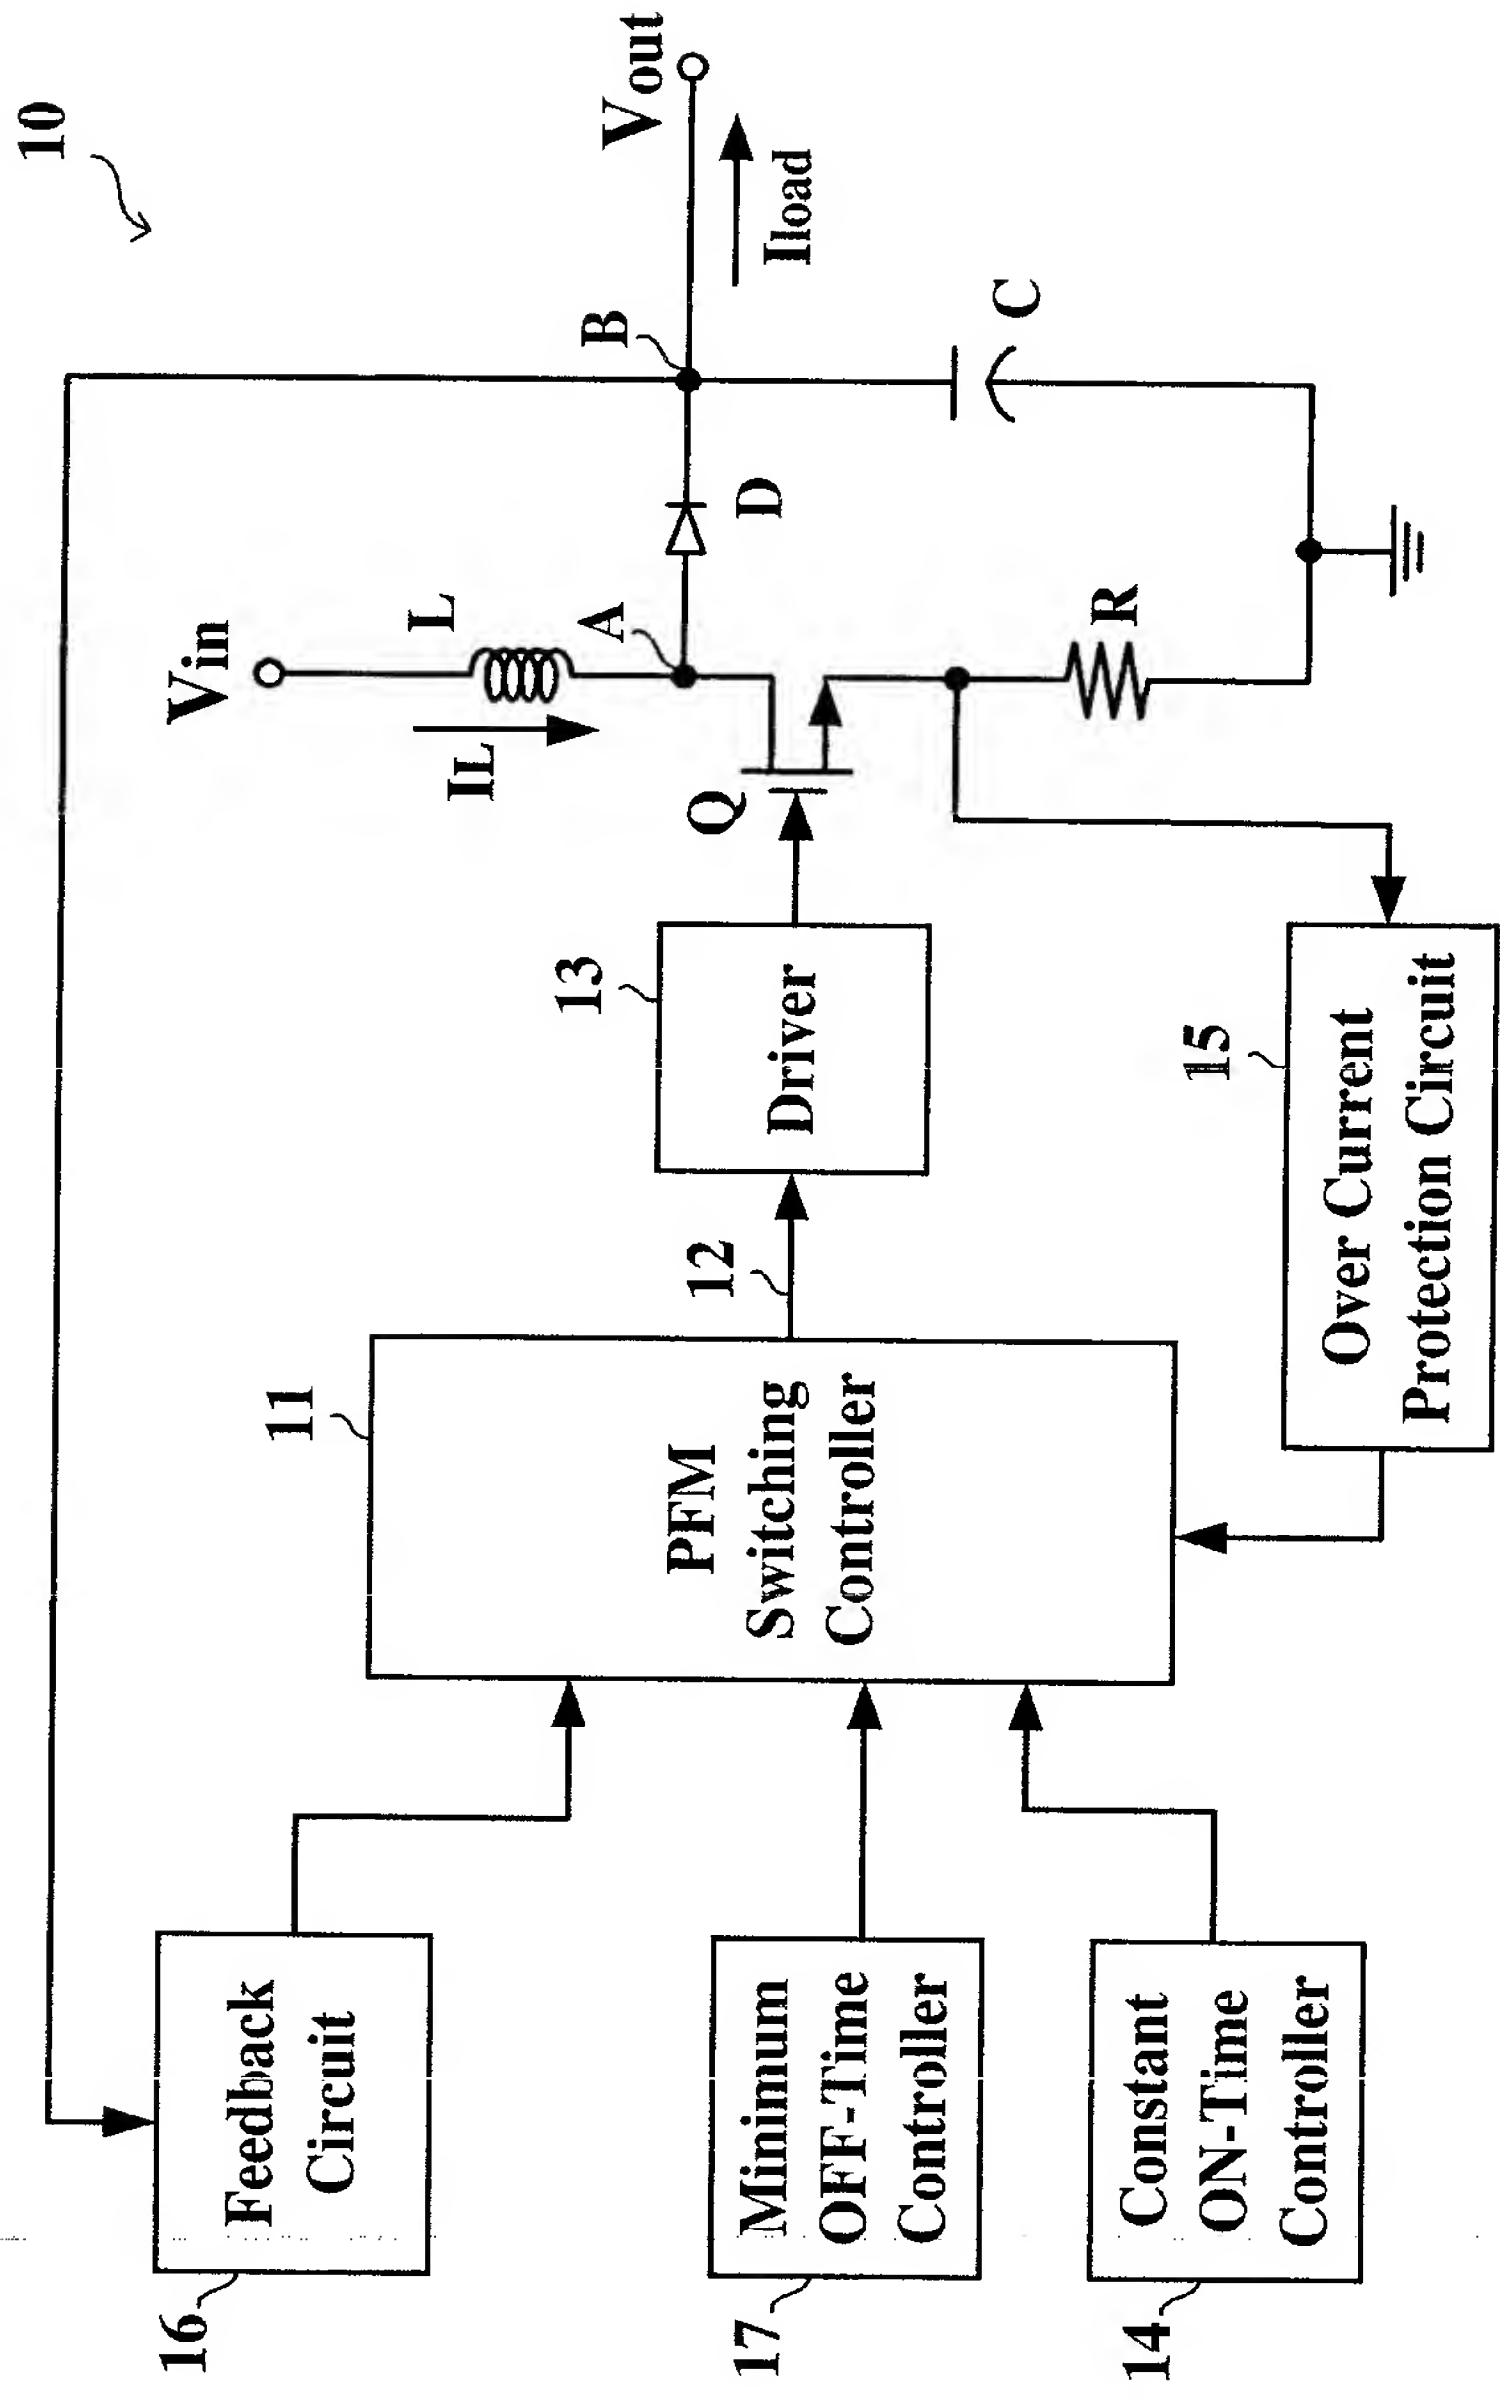 10
Vin
Vout
IL
L
A
B
Iload
D
Q
C
R
11
PFM
Switching
Controller
12
13
Driver
15
Over Current
Protection Circuit
16
Feedback
Circuit
17
Minimum
OFF-Time
Controller
14
Constant
ON-Time
Controller